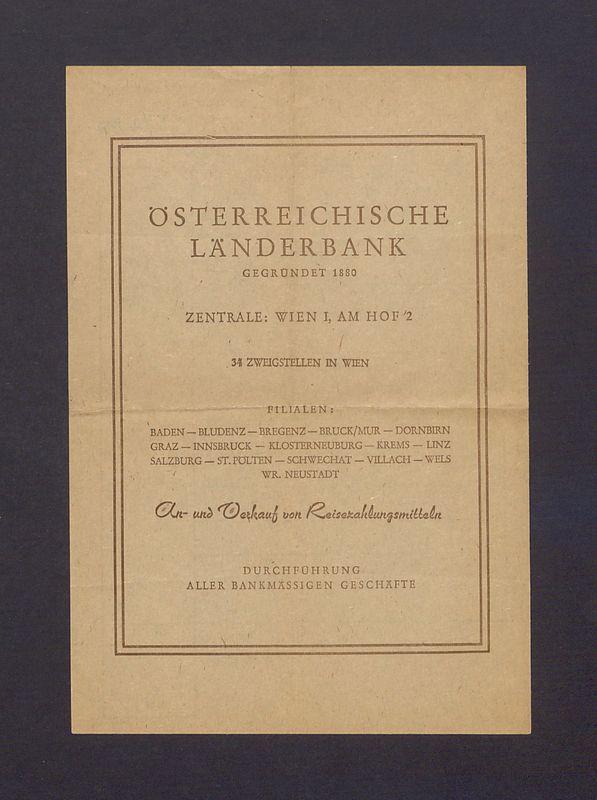 ÖSTERREICHISCHE
LÄNDERBANK
GEGRÜNDET 1880
ZENTRALE: WIEN I, AM HOF 2
34 ZWEIGSTELLEN IN WIEN
FILIALEN:
BADEN — BLUDENZ — BREGENZ — BRUCK/MUR — DORNBIRN
GRAZ — INNSBRUCK — KLOSTERNEUBURG — KREMS — LINZ
SALZBURG — ST. PÖLTEN — SCHWECHAT — VILLACH — WELS
WR. NEUSTADT
An- und Verkauf von Reisezahlungsmitteln
DURCHFÜHRUNG
ALLER BANKMÄSSIGEN GESCHÄFTE